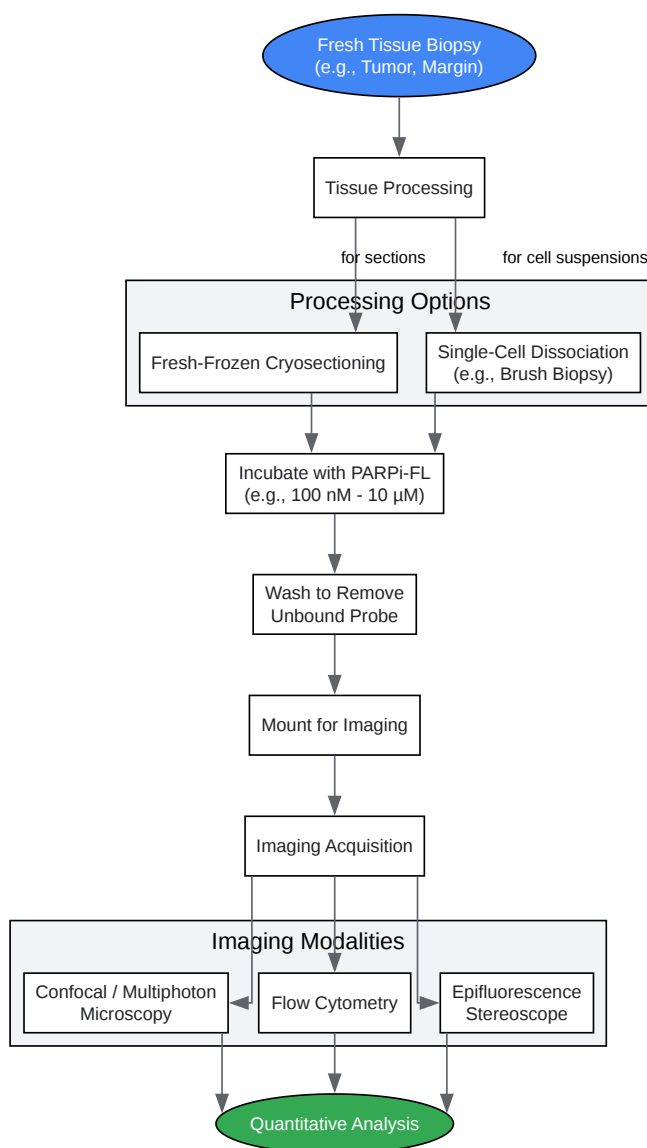 Fresh Tissue Biopsy
(e.g., Tumor, Margin)
Tissue Processing
for sections
for cell suspensions
Processing Options
Fresh-Frozen Cryosectioning
Single-Cell Dissociation
(e.g., Brush Biopsy)
Incubate with PARPi-FL
(e.g., 100 nM - 10 µM)
Wash to Remove
Unbound Probe
Mount for Imaging
Imaging Acquisition
Imaging Modalities
Confocal / Multiphoton
Microscopy
Flow Cytometry
Epifluorescence
Stereoscope
Quantitative Analysis